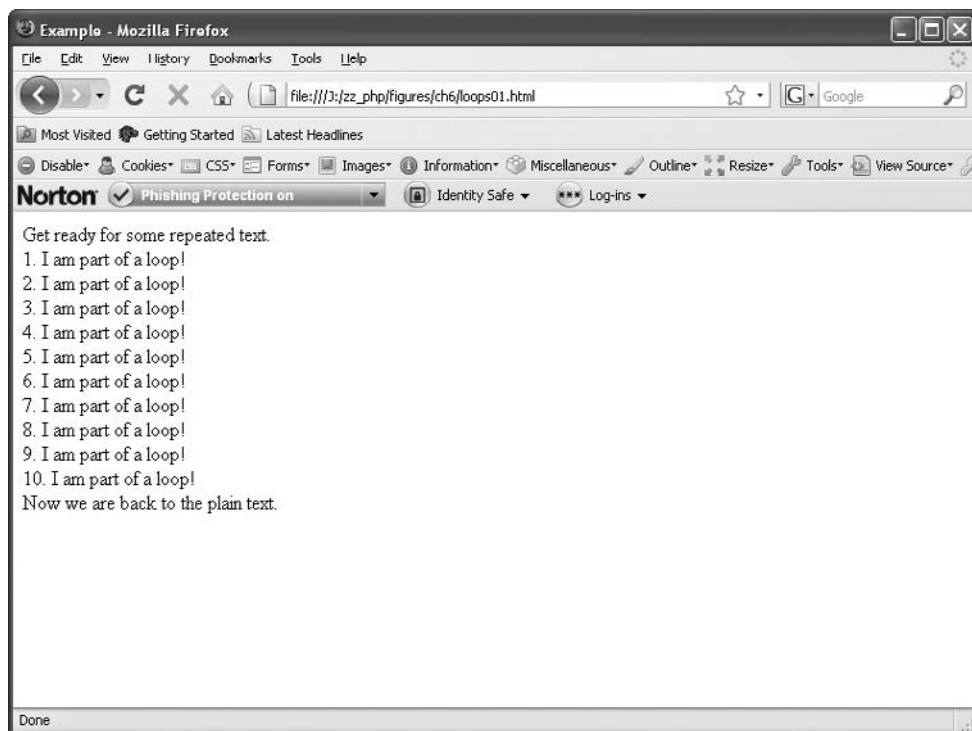 Example - Mozilla Firefox
File Edit View History Bookmarks Tools Help
file:///J:/zz_php/figures/ch6/loops01.html
G Google
Most Visited Getting Started Latest Headlines
Disable Cookies CSS Forms Images Information Miscellaneous Outline Resize Tools View Source
Norton Phishing Protection on Identity Safe Log-ins
Get ready for some repeated text.
1. I am part of a loop!
2. I am part of a loop!
3. I am part of a loop!
4. I am part of a loop!
5. I am part of a loop!
6. I am part of a loop!
7. I am part of a loop!
8. I am part of a loop!
9. I am part of a loop!
10. I am part of a loop!
Now we are back to the plain text.
Done